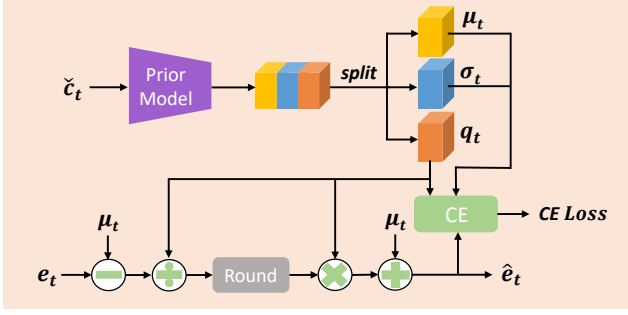 č_t
Prior
Model
split
μ_t
σ_t
q_t
μ_t
μ_t
CE
CE Loss
e_t
Round
ê_t